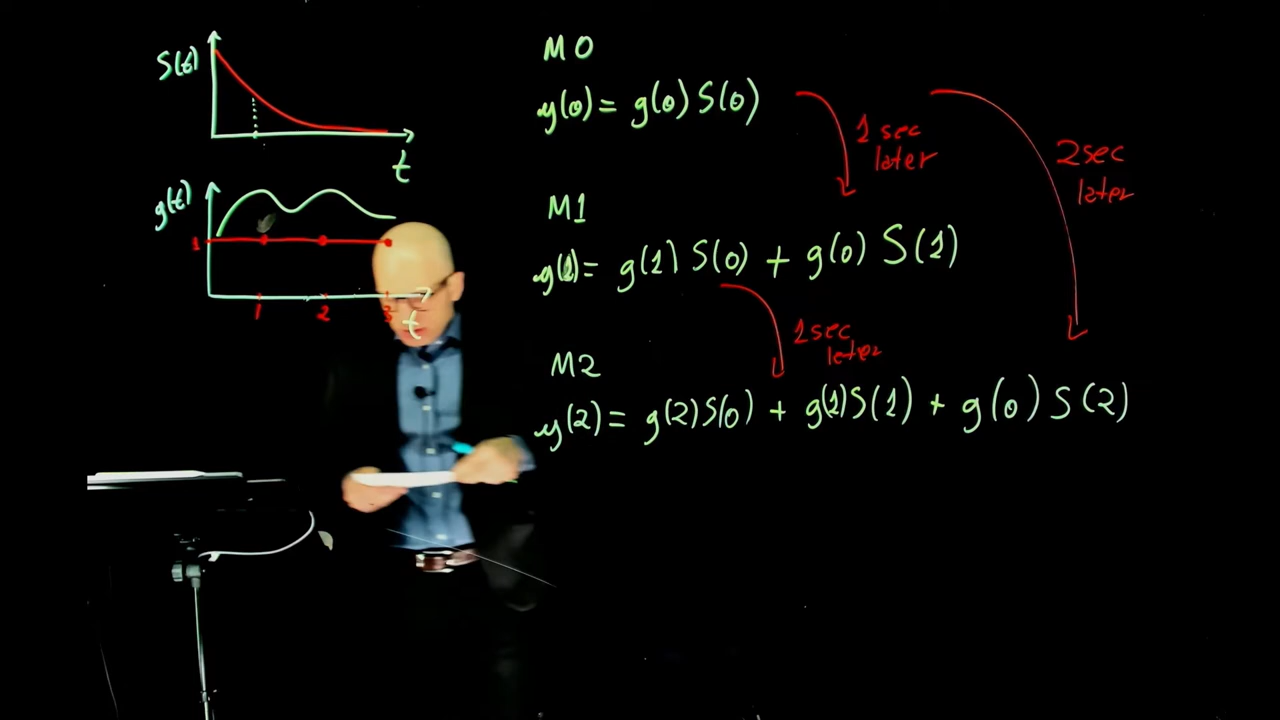 S(t)
t
g(t)
1
1 2 3
t
M0
y(0) = g(0) S(0)
1 sec
later
2sec
later
M1
y(1) = g(1) S(0) + g(0) S(1)
1sec
later
M2
y(2) = g(2)S(0) + g(1)S(1) + g(0) S(2)